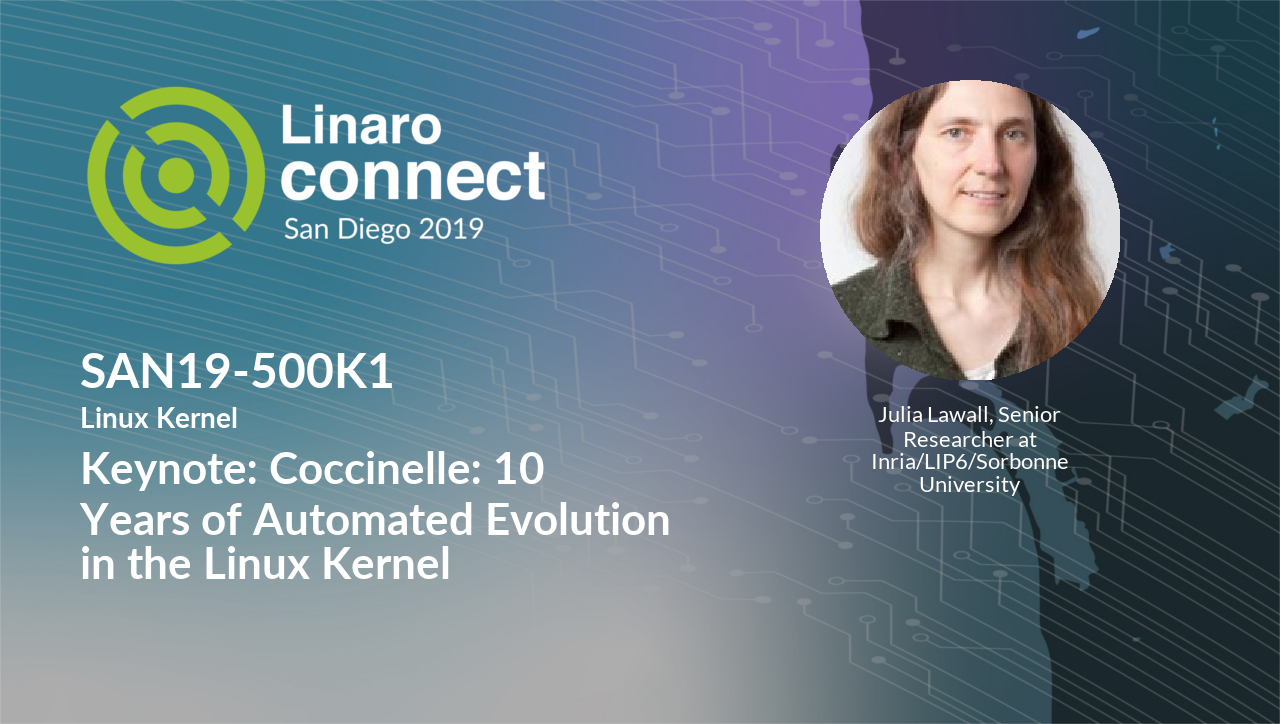 Linaro
connect
San Diego 2019
SAN19-500K1
Linux Kernel
Keynote: Coccinelle: 10
Years of Automated Evolution
in the Linux Kernel
Julia Lawall, Senior
Researcher at
Inria/LIP6/Sorbonne
University